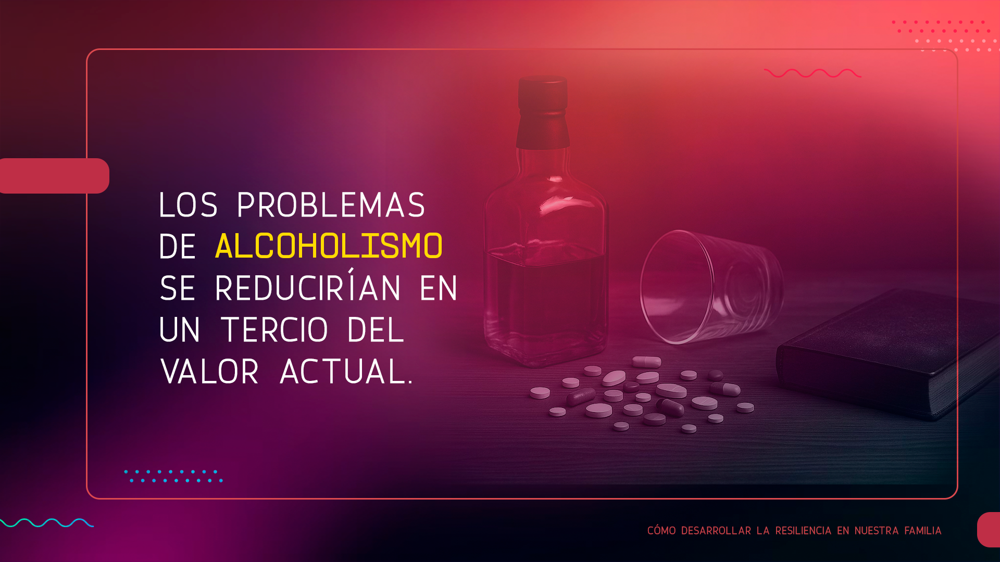 LOS PROBLEMAS
DE ALCOHOLISMO
SE REDUCIRÍAN EN
UN TERCIO DEL
VALOR ACTUAL.
CÓMO DESARROLLAR LA RESILIENCIA EN NUESTRA FAMILIA